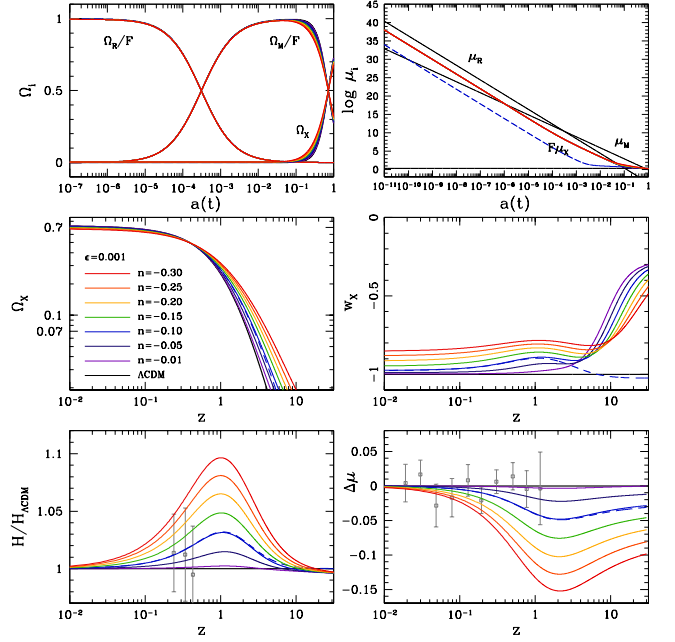 1
0.5
0
Ω_i
Ω_R/F
Ω_M/F
Ω_X
10^-7 10^-6 10^-5 10^-4 10^-3 10^-2 10^-1 1
a(t)
45
40
35
30
25
20
15
10
5
0
log μ_i
μ_R
μ_M
Fμ_X
10^-11 10^-10 10^-9 10^-8 10^-7 10^-6 10^-5 10^-4 10^-3 10^-2 10^-1 1
a(t)
0.7
0.1
0.07
Ω_X
ϵ=0.001
n=-0.30
n=-0.25
n=-0.20
n=-0.15
n=-0.10
n=-0.05
n=-0.01
ΛCDM
10^-2 10^-1 1 10
z
0
-0.5
-1
w_X
10^-2 10^-1 1 10
z
1.1
1.05
1
H/H_ΛCDM
10^-2 10^-1 1 10
z
0.05
0
-0.05
-0.1
-0.15
Δμ
10^-2 10^-1 1 10
z